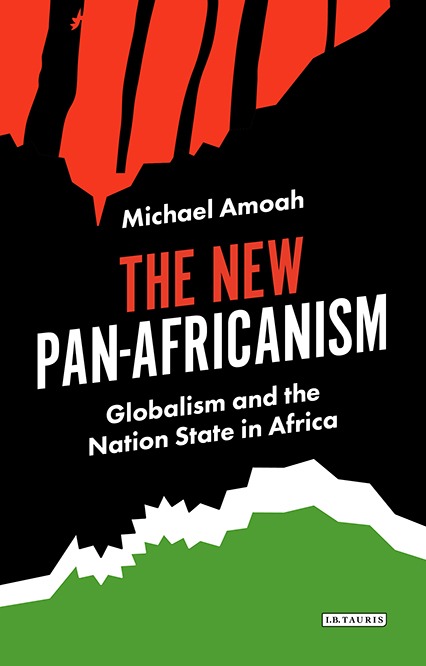 Michael Amoah
THE NEW
PAN-AFRICANISM
Globalism and the
Nation State in Africa
I.B.TAURIS